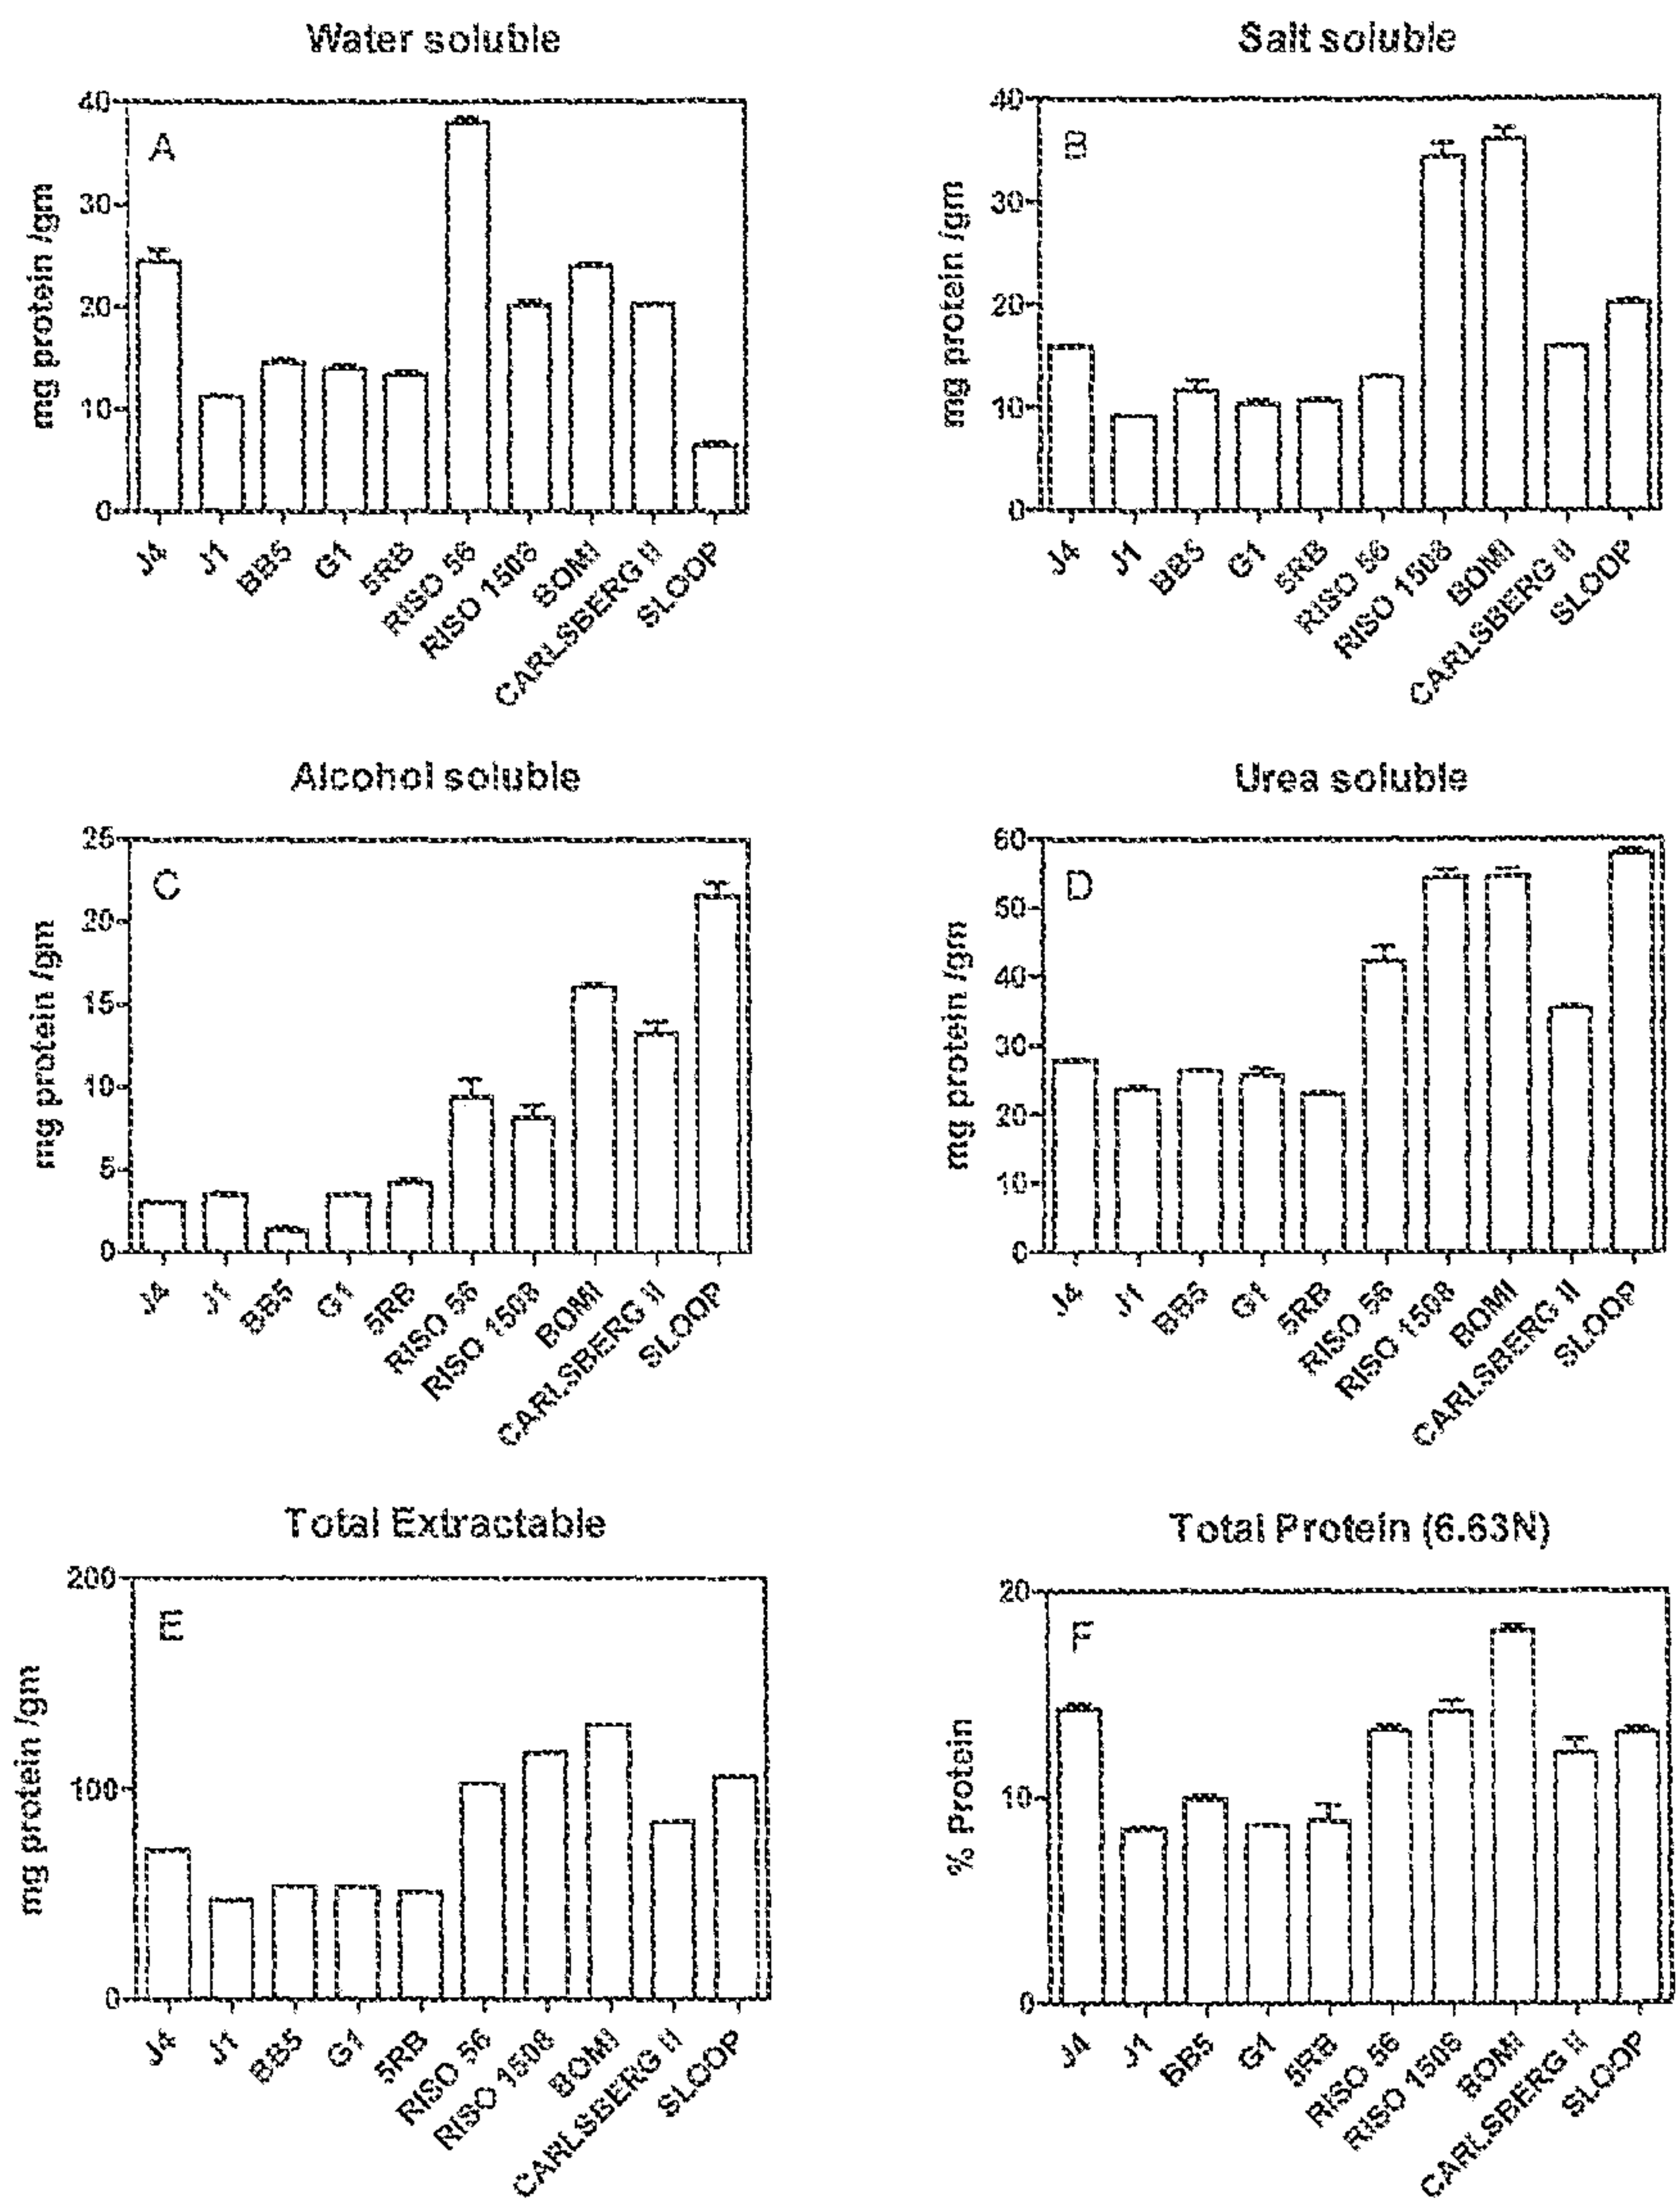 Water soluble
A
mg protein /gm
40
30
20
10
0
J4
J1
BB5
G1
5RB
RISO 56
RISO 1508
BOMI
CARLSBERG II
SLOOP
Salt soluble
B
mg protein /gm
40
30
20
10
0
J4
J1
BB5
G1
5RB
RISO 56
RISO 1508
BOMI
CARLSBERG II
SLOOP
Alcohol soluble
C
mg protein /gm
25
20
15
10
5
0
J4
J1
BB5
G1
5RB
RISO 56
RISO 1508
BOMI
CARLSBERG II
SLOOP
Urea soluble
D
mg protein /gm
60
50
40
30
20
10
0
J4
J1
BB5
G1
5RB
RISO 56
RISO 1508
BOMI
CARLSBERG II
SLOOP
Total Extractable
E
mg protein /gm
200
100
0
J4
J1
BB5
G1
5RB
RISO 56
RISO 1508
BOMI
CARLSBERG II
SLOOP
Total Protein (6.63N)
F
% Protein
20
10
0
J4
J1
BB5
G1
5RB
RISO 56
RISO 1508
BOMI
CARLSBERG II
SLOOP